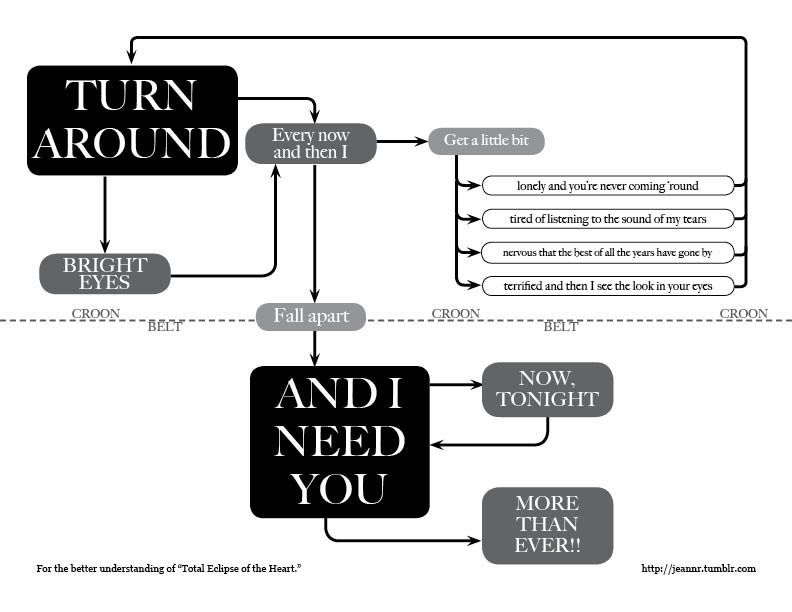 TURN
AROUND
Every now
and then I
Get a little bit
lonely and you're never coming 'round
tired of listening to the sound of my tears
nervous that the best of all the years have gone by
terrified and then I see the look in your eyes
BRIGHT
EYES
Fall apart
CROON
BELT
CROON
BELT
CROON
AND I
NEED
YOU
NOW,
TONIGHT
MORE
THAN
EVER!!
For the better understanding of “Total Eclipse of the Heart.”
http://jeannr.tumblr.com